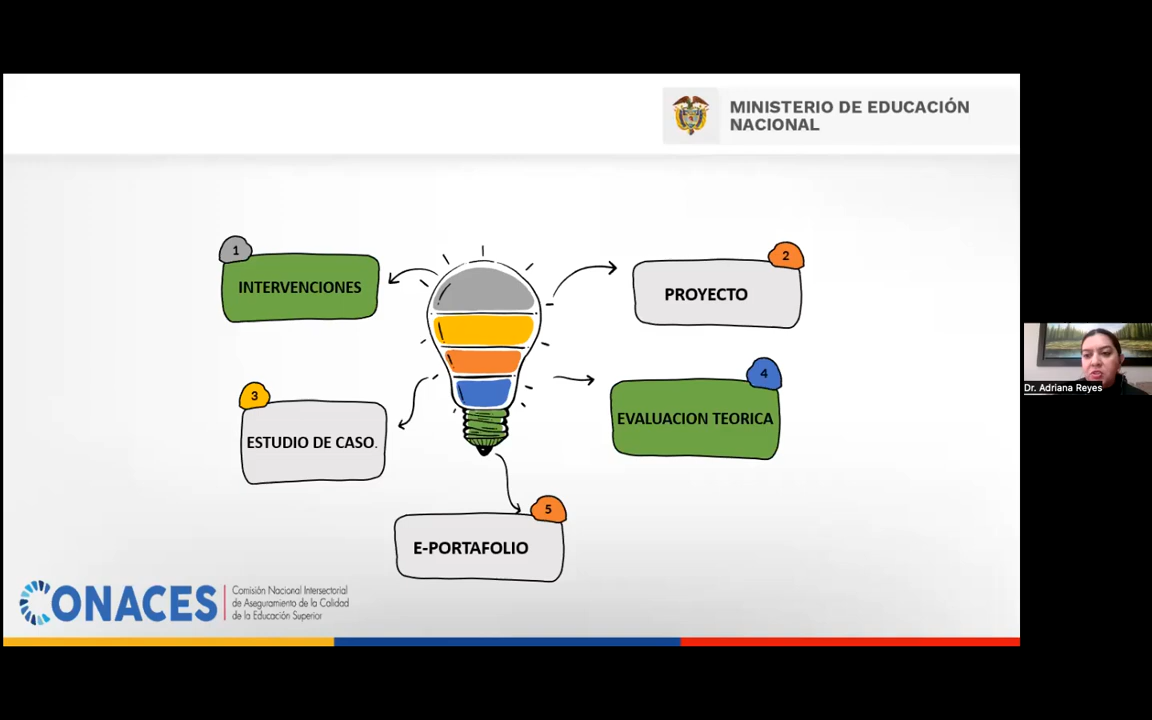 MINISTERIO DE EDUCACIÓN
NACIONAL
1
INTERVENCIONES
2
PROYECTO
3
ESTUDIO DE CASO.
4
EVALUACION TEORICA
5
E-PORTAFOLIO
CONACES
Comisión Nacional Intersectorial
de Aseguramiento de la Calidad
de la Educación Superior
Dr. Adriana Reyes